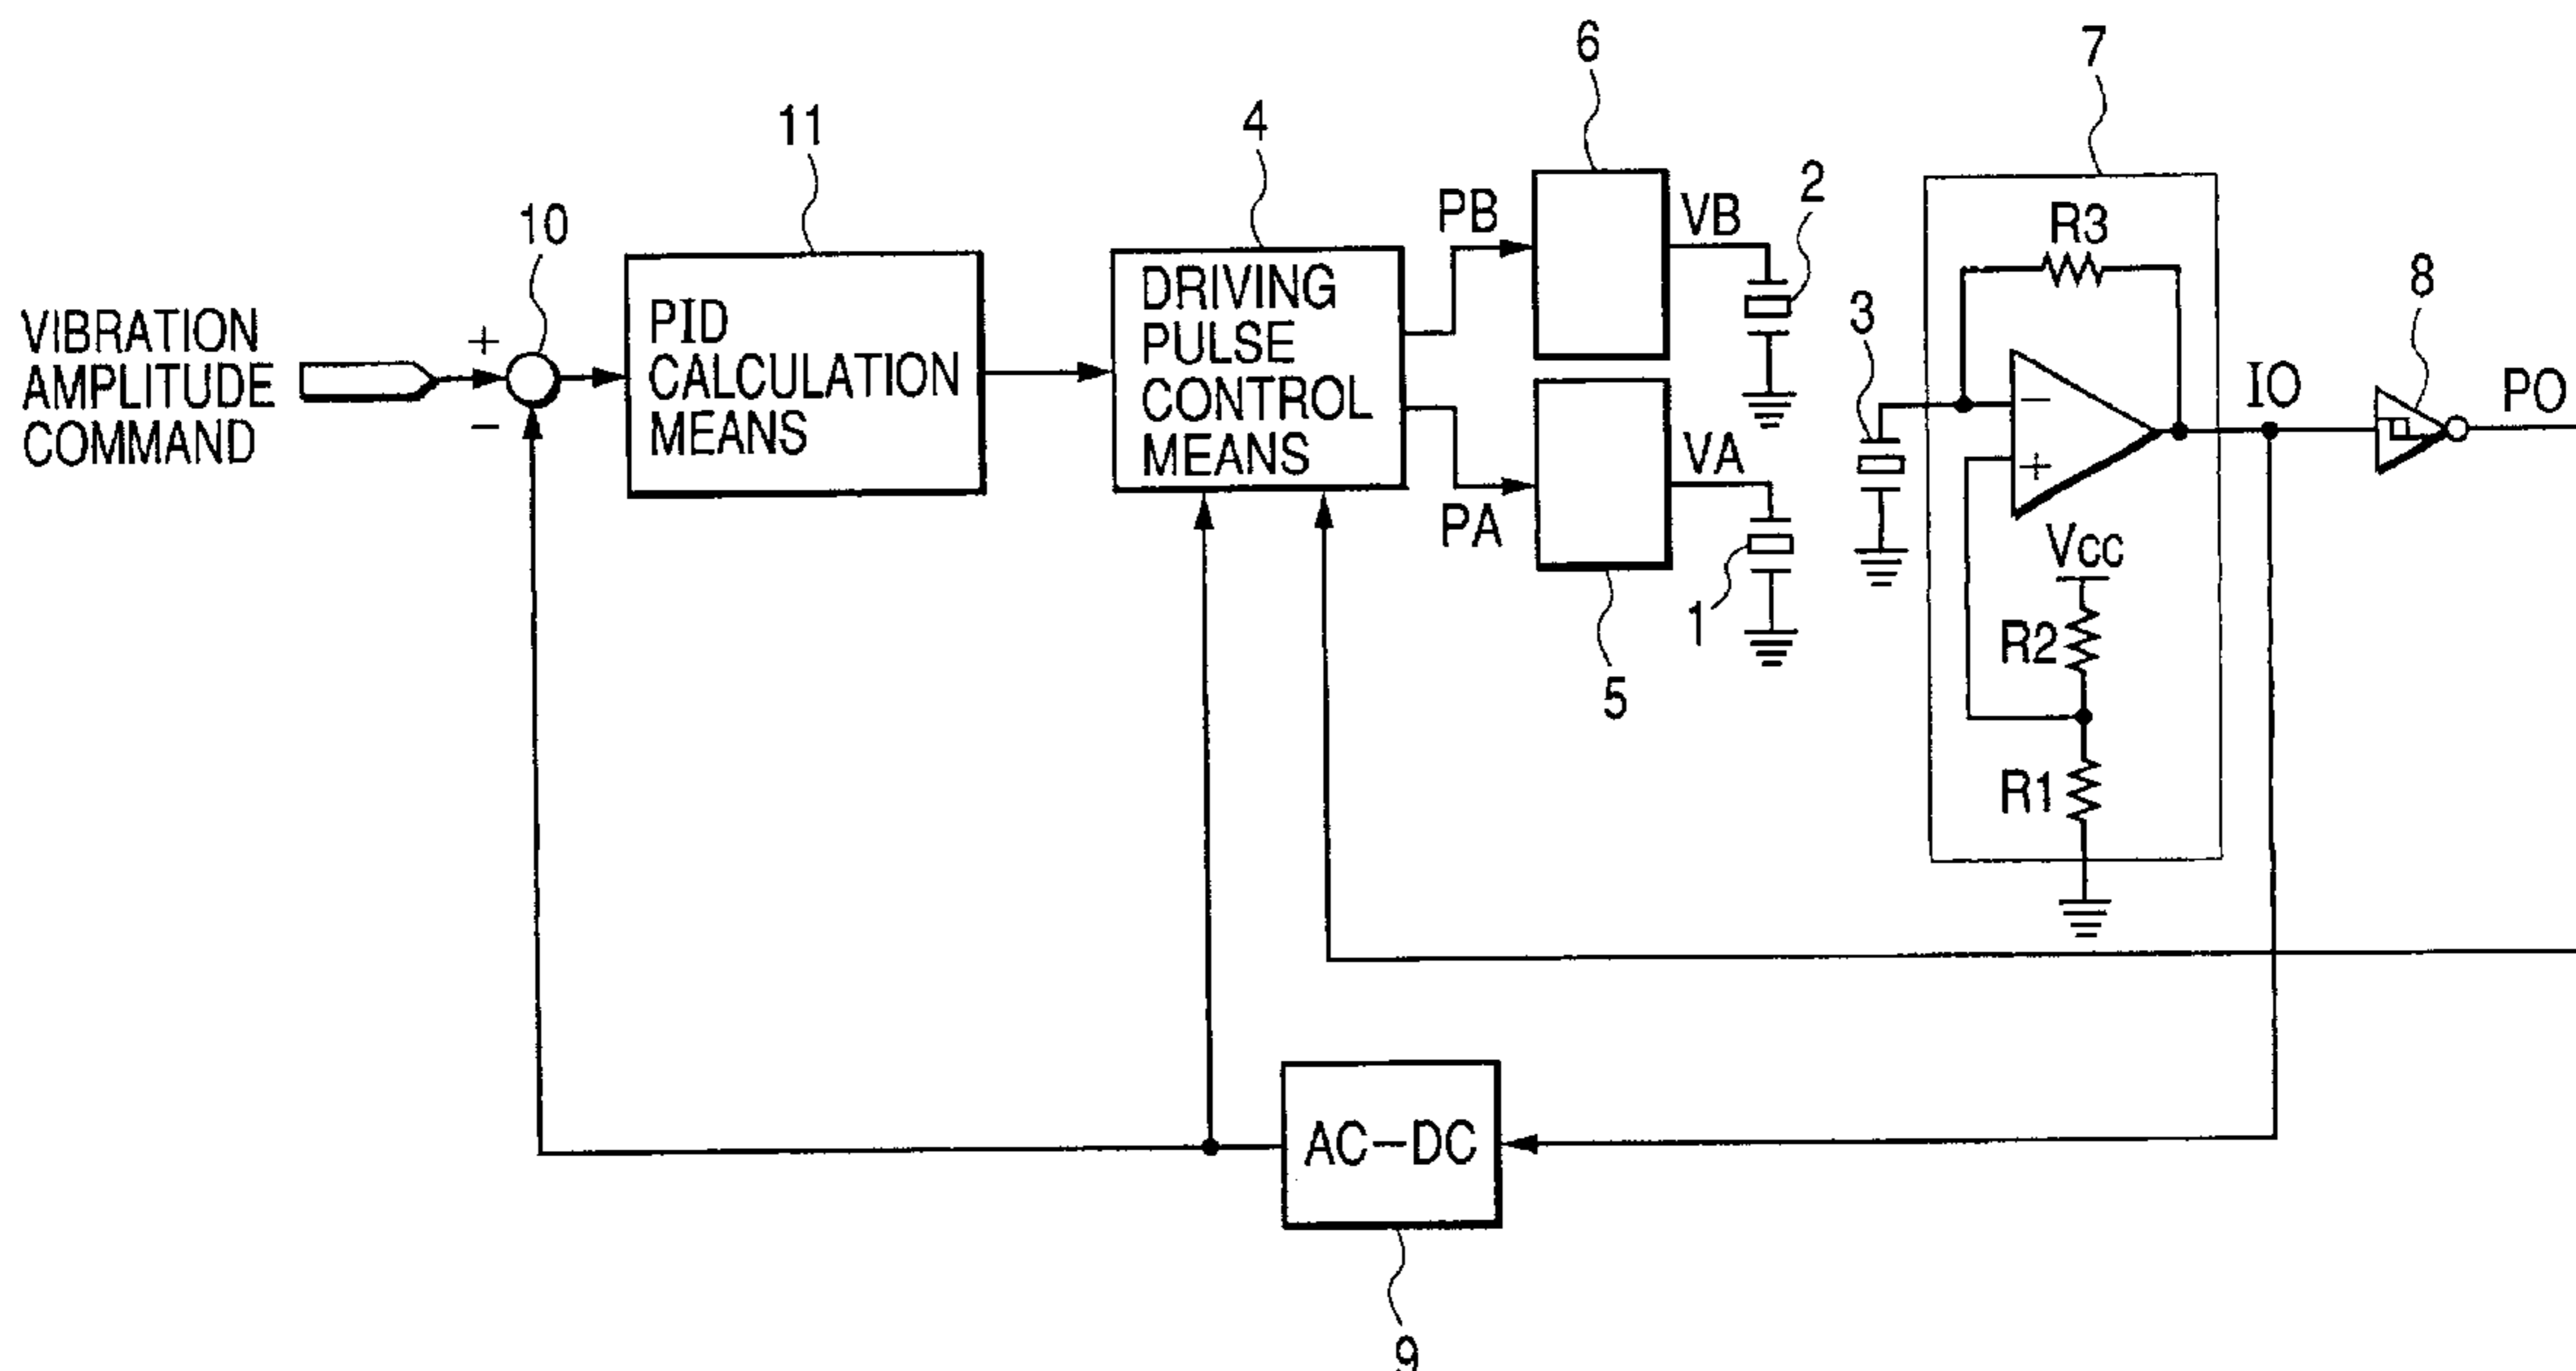 6
7
11
4
2
10
PB
VB
R3
8
VIBRATION
AMPLITUDE
COMMAND
+
−
PID
CALCULATION
MEANS
DRIVING
PULSE
CONTROL
MEANS
3
−
+
IO
PO
PA
VA
Vcc
1
R2
5
R1
AC−DC
9